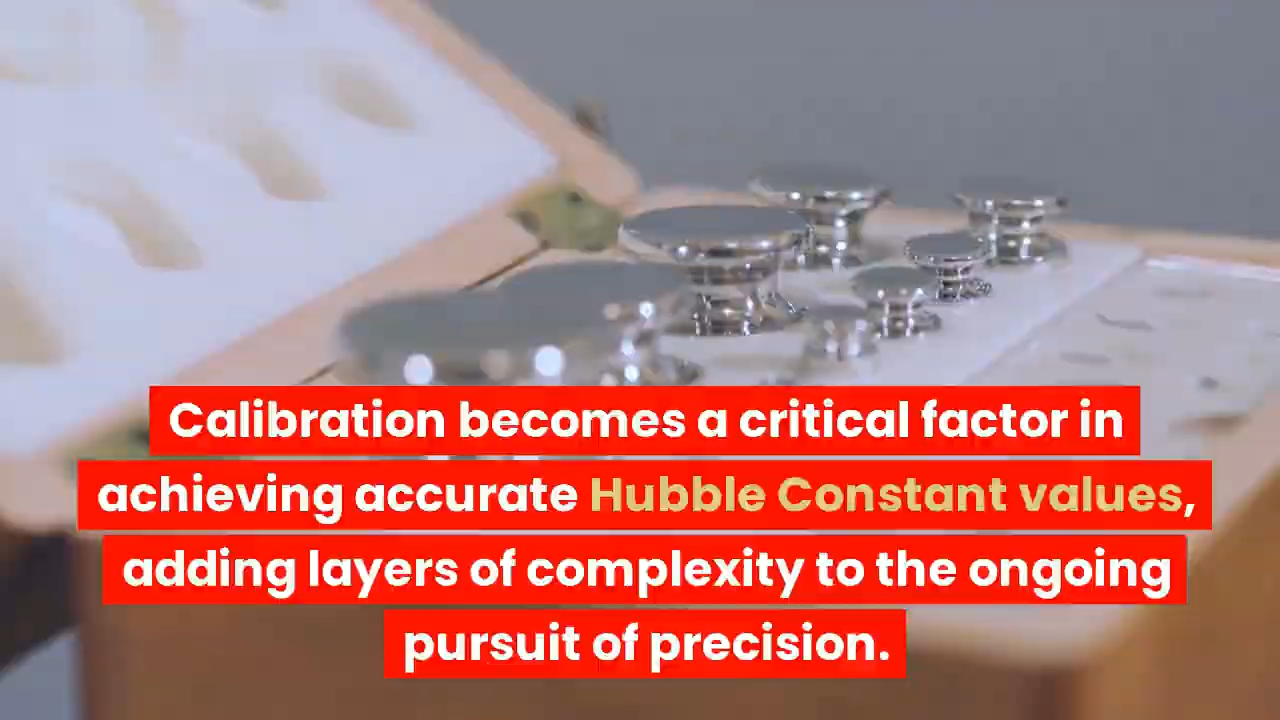 Calibration becomes a critical factor in
achieving accurate Hubble Constant values,
adding layers of complexity to the ongoing
pursuit of precision.